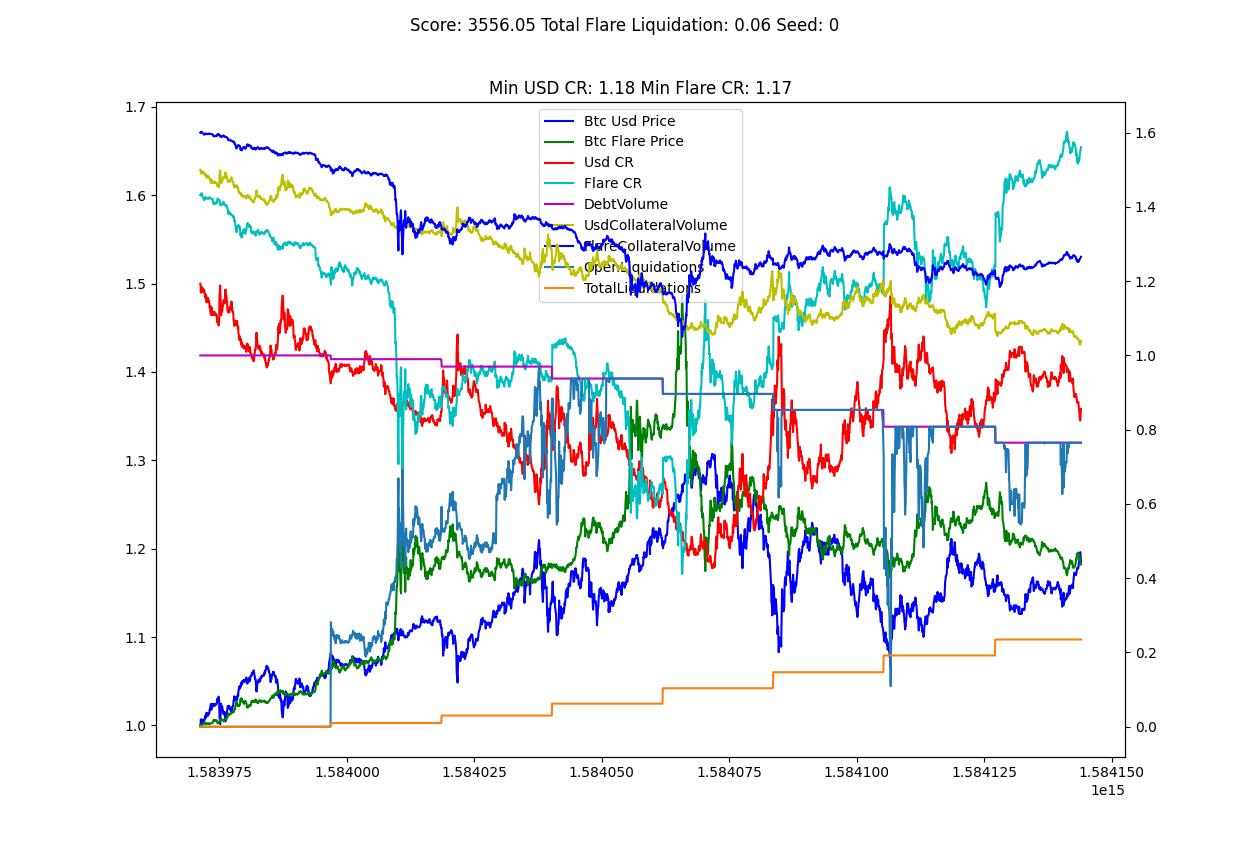 Score: 3556.05 Total Flare Liquidation: 0.06 Seed: 0
Min USD CR: 1.18 Min Flare CR: 1.17
Btc Usd Price
Btc Flare Price
Usd CR
Flare CR
DebtVolume
UsdCollateralVolume
FlareCollateralVolume
OpenLiquidations
TotalLiquidations
1.7
1.6
1.5
1.4
1.3
1.2
1.1
1.0
1.6
1.4
1.2
1.0
0.8
0.6
0.4
0.2
0.0
1.583975 1.584000 1.584025 1.584050 1.584075 1.584100 1.584125 1.584150
1e15